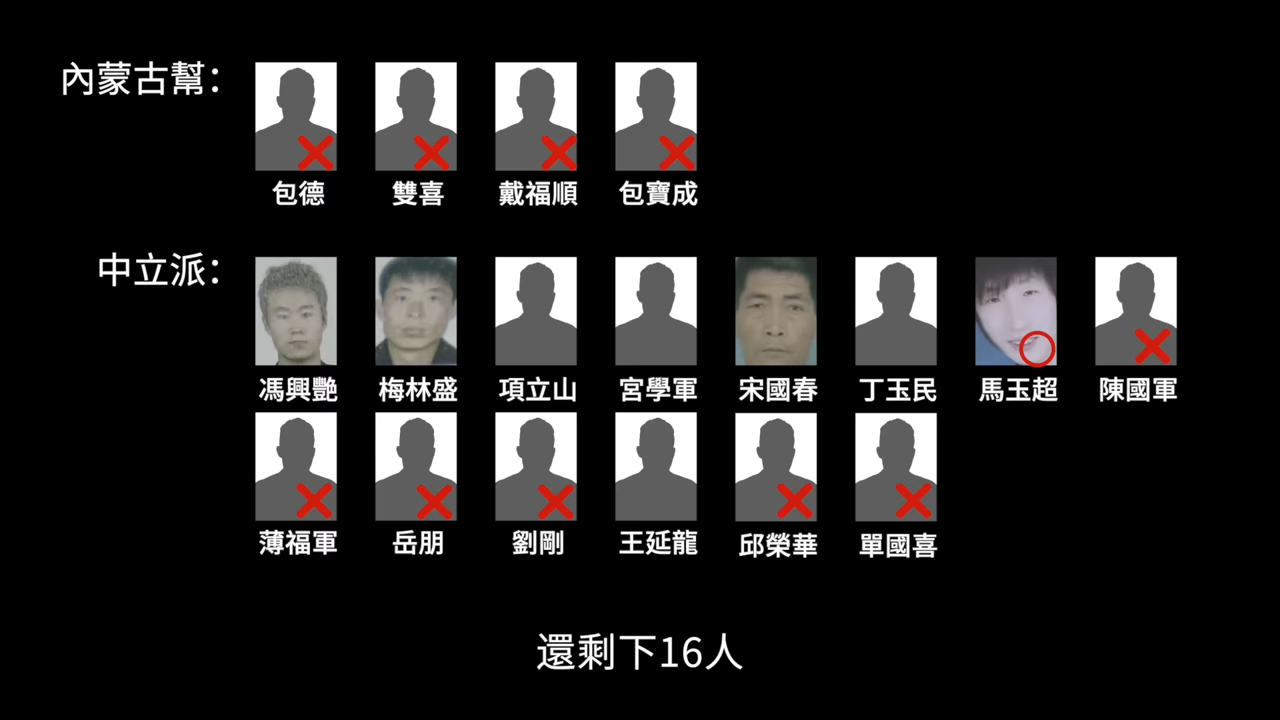 內蒙古幫：
包德 雙喜 戴福順 包寶成
中立派：
馮興艷 梅林盛 項立山 宮學軍 宋國春 丁玉民 馬玉超 陳國軍
薄福軍 岳朋 劉剛 王延龍 邱榮華 單國喜
還剩下16人